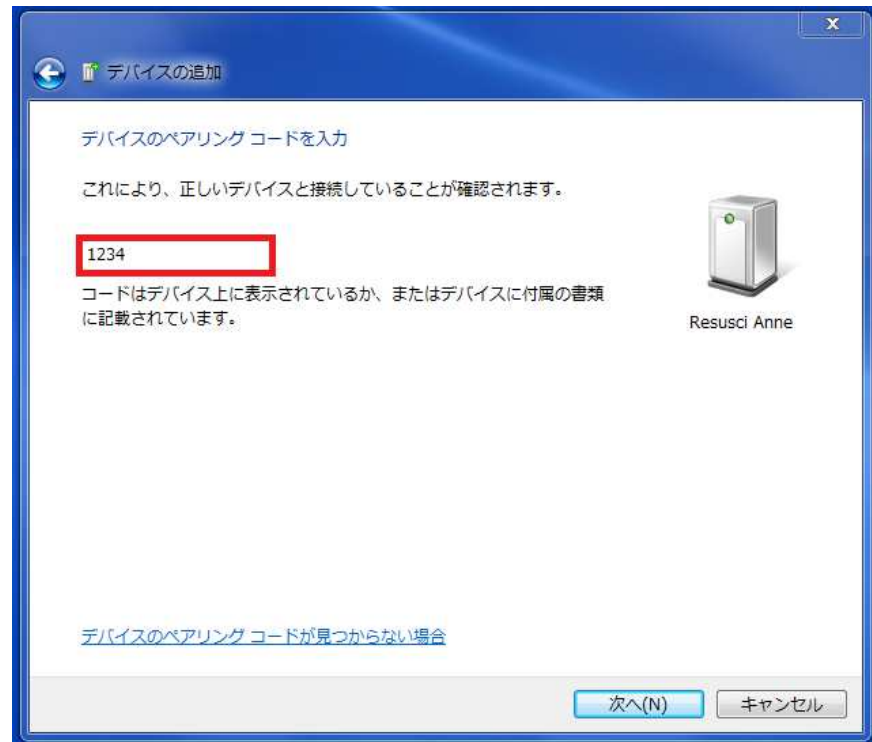 x
デバイスの追加
デバイスのペアリング コードを入力
これにより、正しいデバイスと接続していることが確認されます。
1234
コードはデバイス上に表示されているか、またはデバイスに付属の書類
に記載されています。
Resusci Anne
デバイスのペアリング コードが見つからない場合
次へ(N)
キャンセル